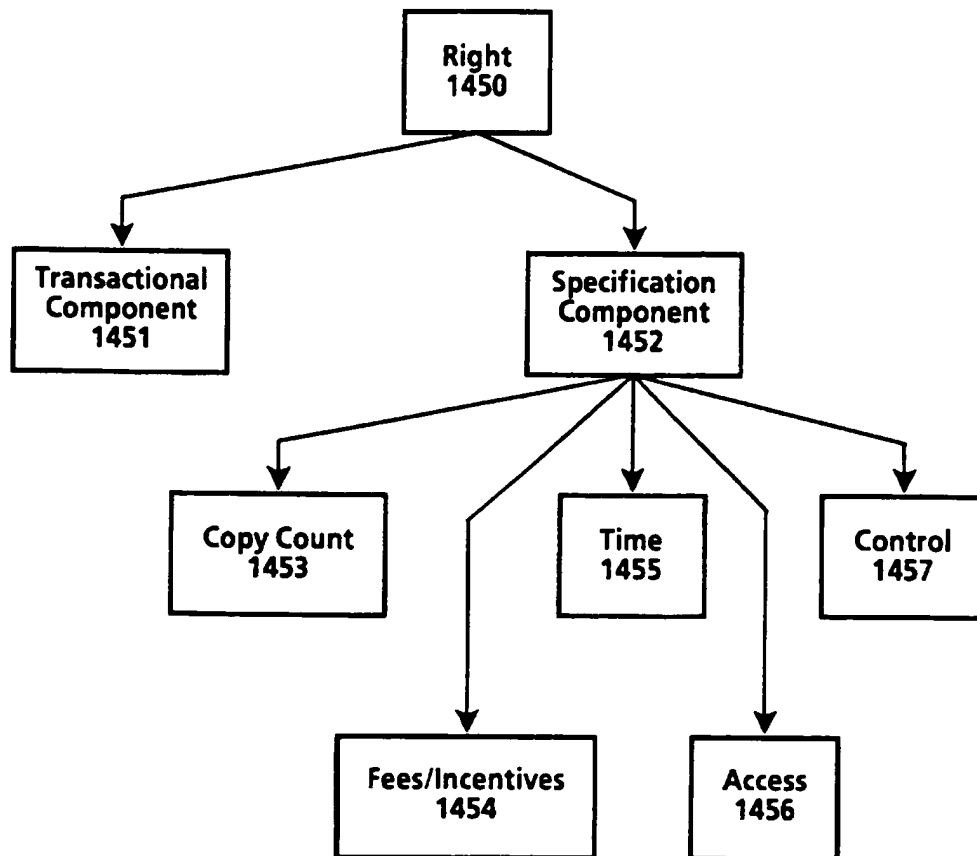 Right
1450
Transactional
Component
1451
Specification
Component
1452
Copy Count
1453
Time
1455
Control
1457
Fees/Incentives
1454
Access
1456